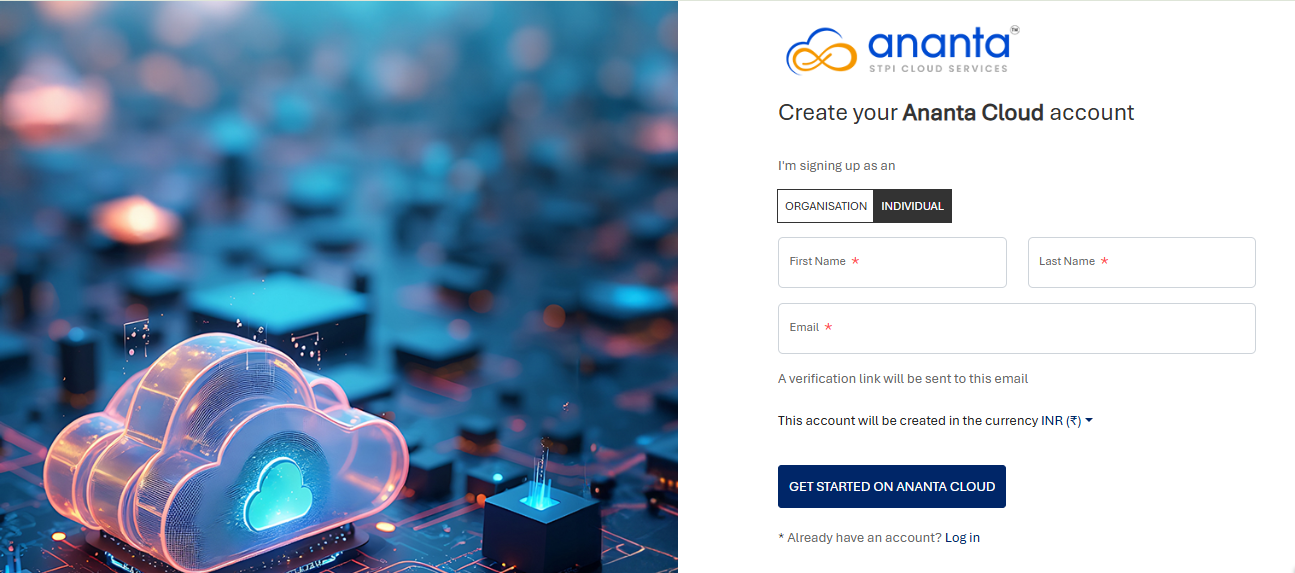 ananta™
STPI CLOUD SERVICES
Create your Ananta Cloud account
I'm signing up as an
ORGANISATION INDIVIDUAL
First Name * Last Name *
Email *
A verification link will be sent to this email
This account will be created in the currency INR (₹)
GET STARTED ON ANANTA CLOUD
* Already have an account? Log in